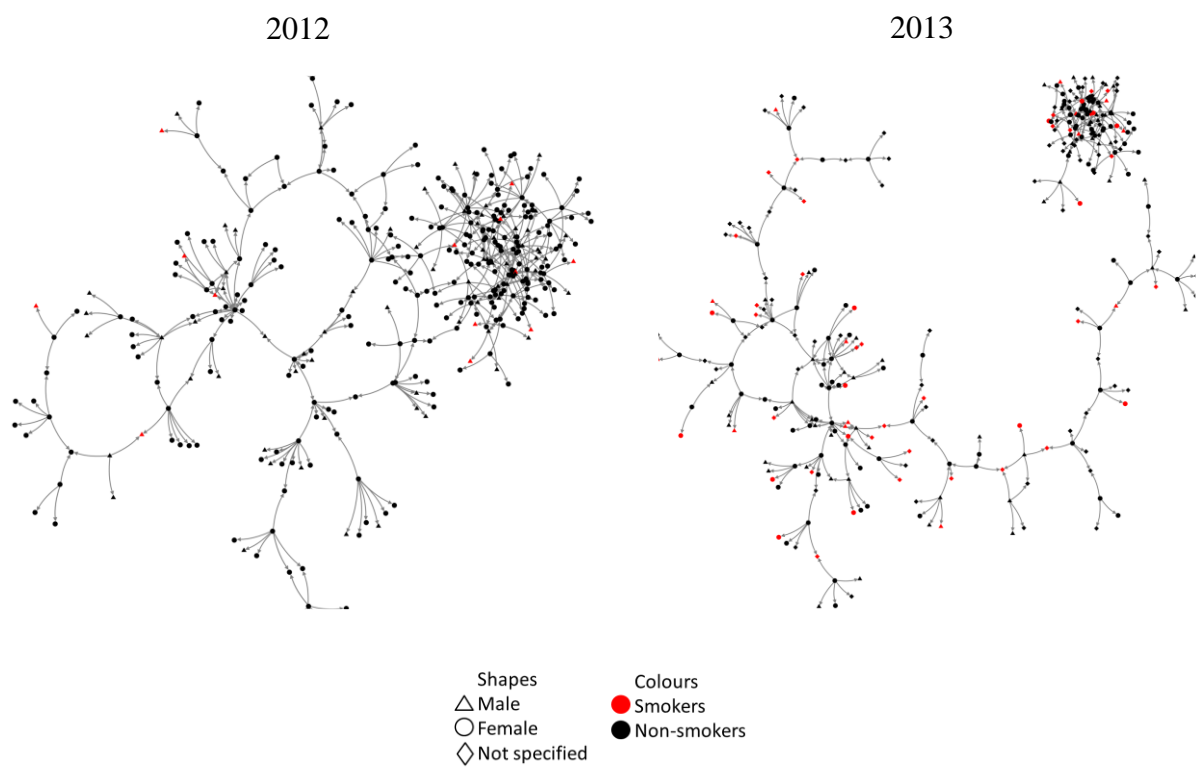 2012
2013
Shapes
Male
Female
Not specified
Colours
Smokers
Non-smokers